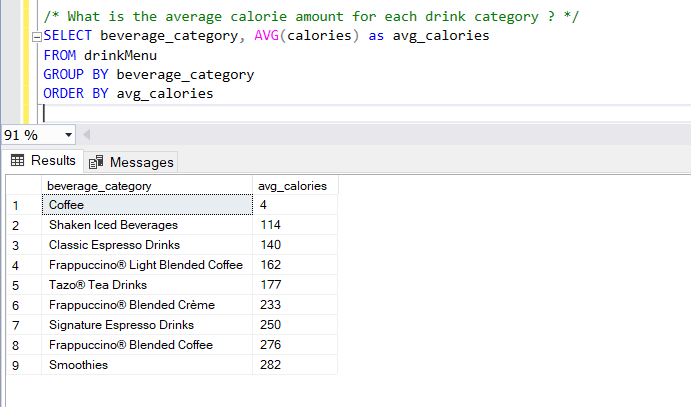 /* What is the average calorie amount for each drink category ? */
SELECT beverage_category, AVG(calories) as avg_calories
FROM drinkMenu
GROUP BY beverage_category
ORDER BY avg_calories
91 %
Results Messages
beverage_category avg_calories
1 Coffee 4
2 Shaken Iced Beverages 114
3 Classic Espresso Drinks 140
4 Frappuccino® Light Blended Coffee 162
5 Tazo® Tea Drinks 177
6 Frappuccino® Blended Crème 233
7 Signature Espresso Drinks 250
8 Frappuccino® Blended Coffee 276
9 Smoothies 282